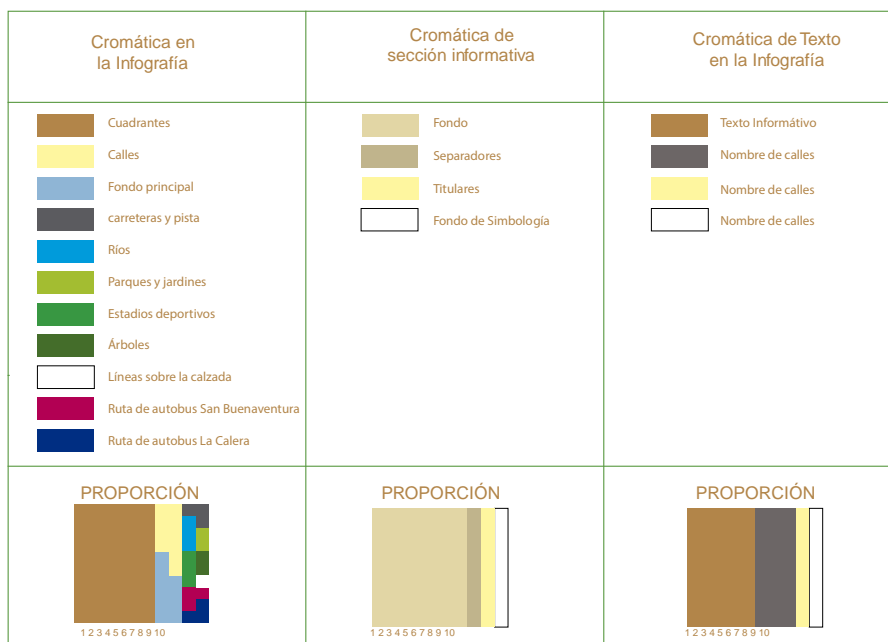 Cromática en
la Infografía
Cromática de
sección informativa
Cromática de Texto
en la Infografía
Cuadrantes
Calles
Fondo principal
carreteras y pista
Ríos
Parques y jardines
Estadios deportivos
Árboles
Líneas sobre la calzada
Ruta de autobus San Buenaventura
Ruta de autobus La Calera
Fondo
Separadores
Titulares
Fondo de Simbología
Texto Informátivo
Nombre de calles
Nombre de calles
Nombre de calles
PROPORCIÓN
1 2 3 4 5 6 7 8 9 10
PROPORCIÓN
1 2 3 4 5 6 7 8 9 10
PROPORCIÓN
1 2 3 4 5 6 7 8 9 10